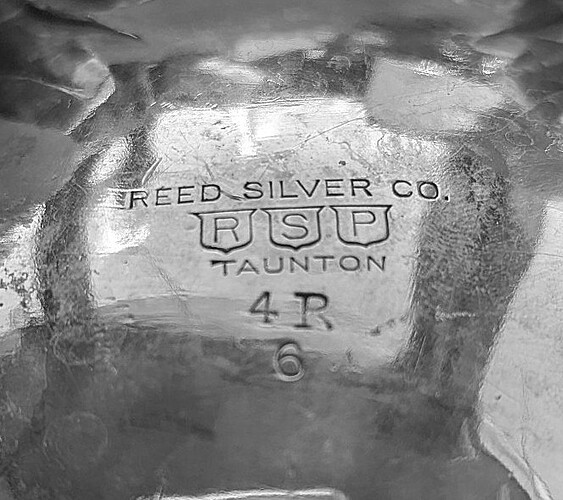 REED SILVER CO.
R S P
TAUNTON
4 R
6